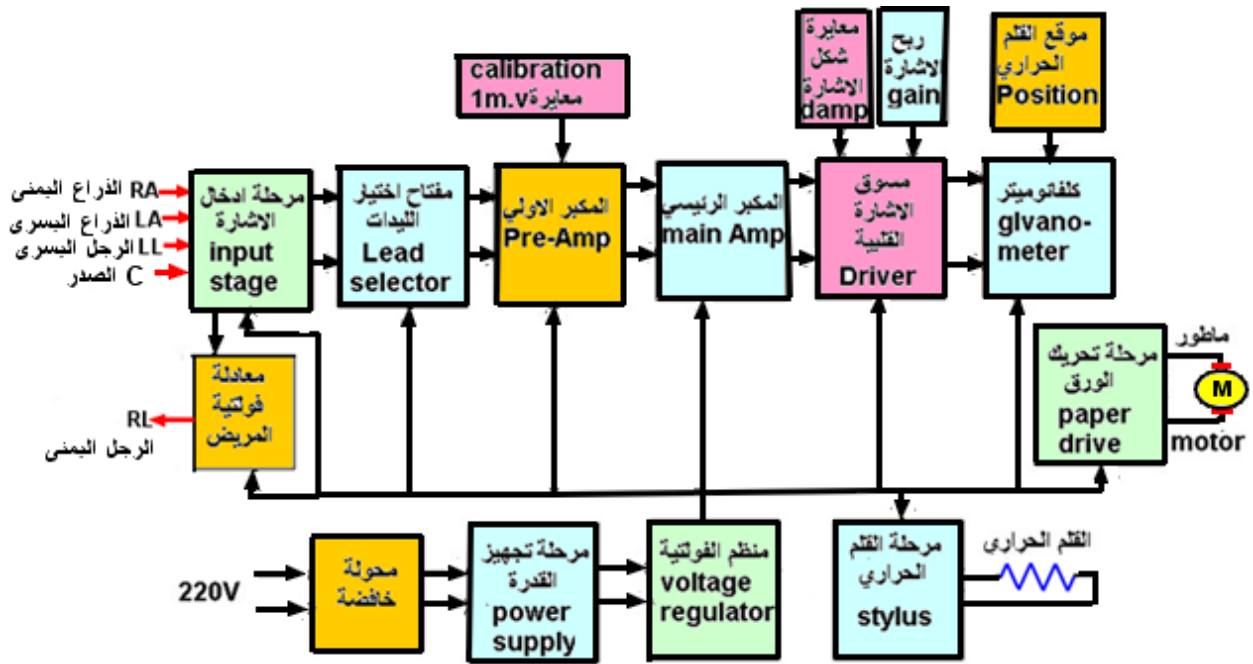 calibration
1m.v معايرة
معايرة
شكل
الاشارة
damp
ربح
الاشارة
gain
موقع القلم
الحراري
Position
RA الذراع اليمنى
LA الذراع اليسرى
LL الرجل اليسرى
C الصدر
مرحلة ادخال
الاشارة
input
stage
مفتاح اختيار
الليدات
Lead
selector
المكبر الاولي
Pre-Amp
المكبر الرئيسي
main Amp
مسوق
الاشارة
القلبية
Driver
كلفانوميتر
glvano-
meter
معادلة
فولتية
المريض
RL
الرجل اليمنى
مرحلة تحريك
الورق
paper
drive
ماطور
M
motor
220V
محولة
خافضة
مرحلة تجهيز
القدرة
power
supply
منظم الفولتية
voltage
regulator
مرحلة القلم
الحراري
stylus
القلم الحراري